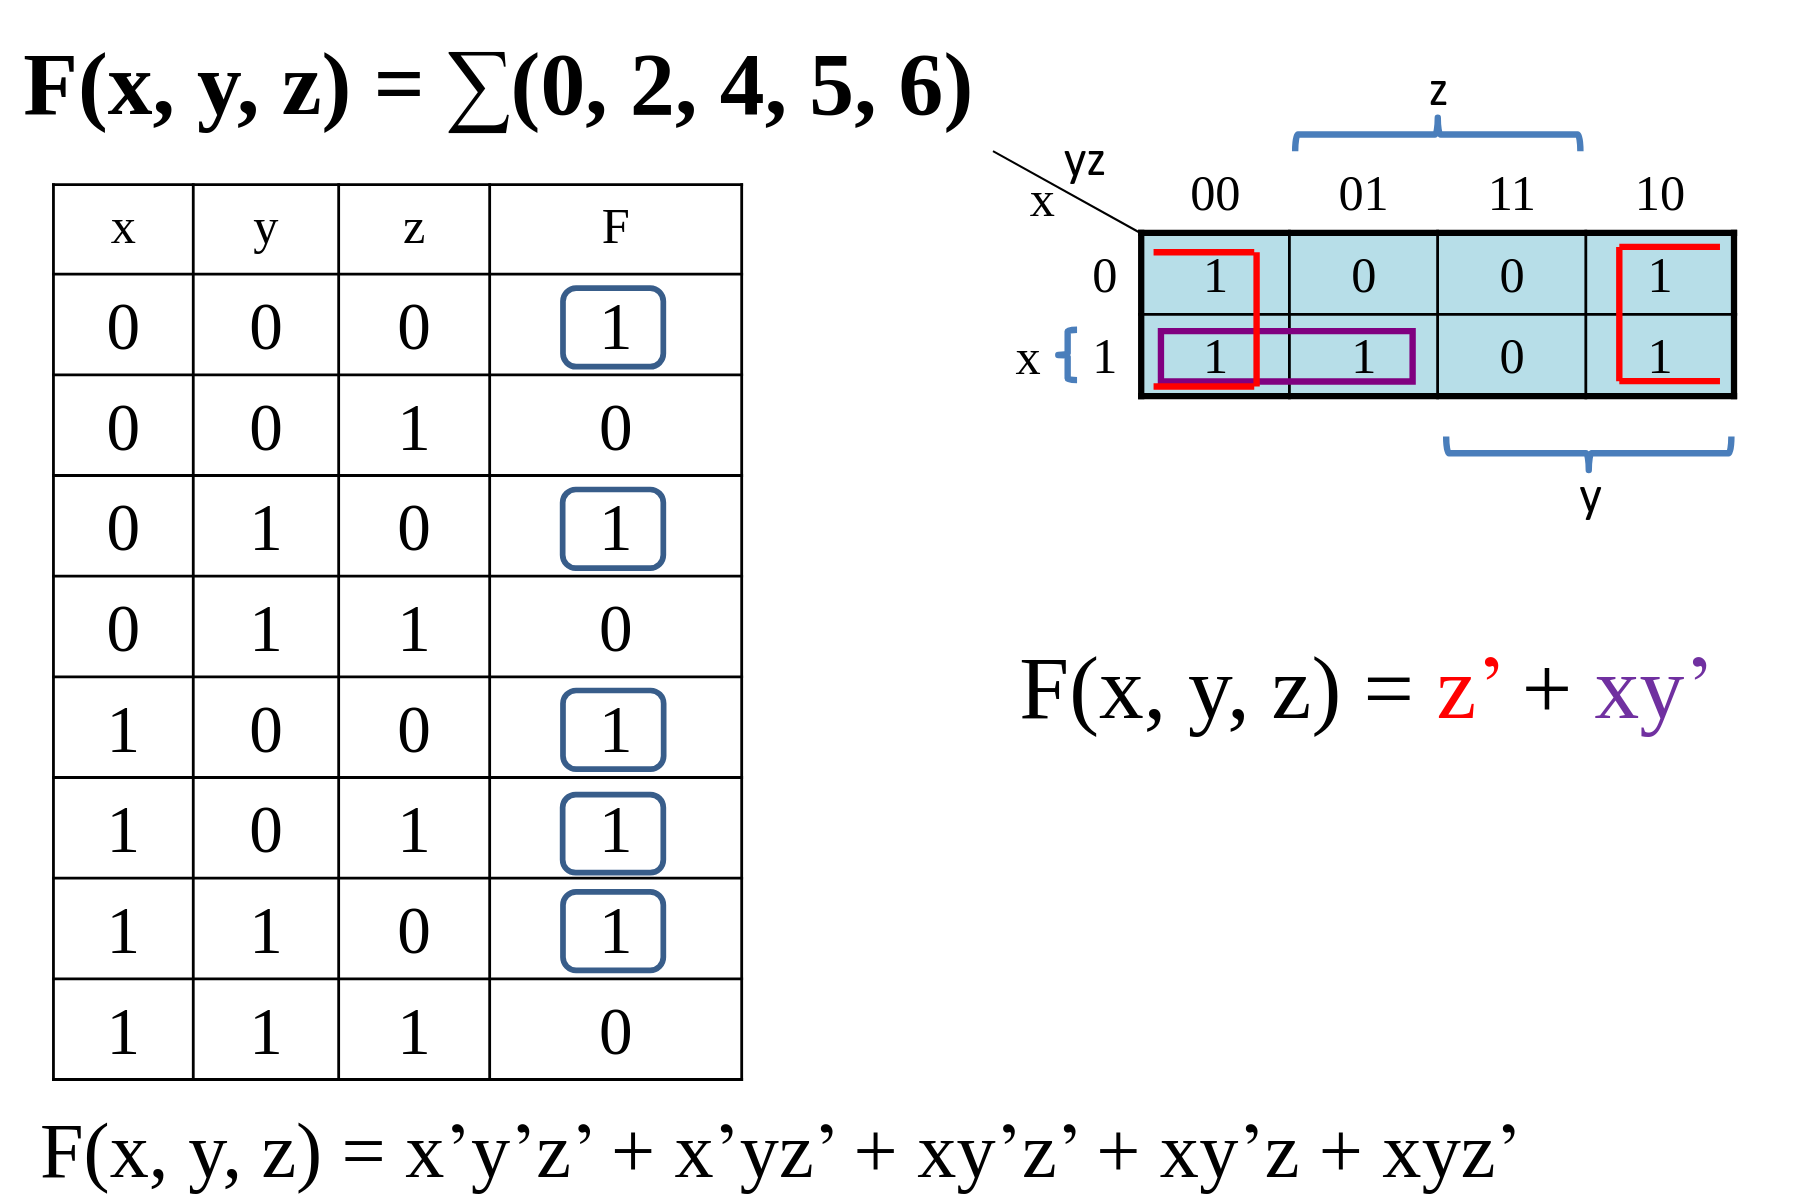 F(x, y, z) = ∑(0, 2, 4, 5, 6)
x y z F
0 0 0 1
0 0 1 0
0 1 0 1
0 1 1 0
1 0 0 1
1 0 1 1
1 1 0 1
1 1 1 0
z
yz
x
00 01 11 10
0 1 0 0 1
x 1 1 1 0 1
y
F(x, y, z) = z’ + xy’
F(x, y, z) = x’y’z’ + x’yz’ + xy’z’ + xy’z + xyz’